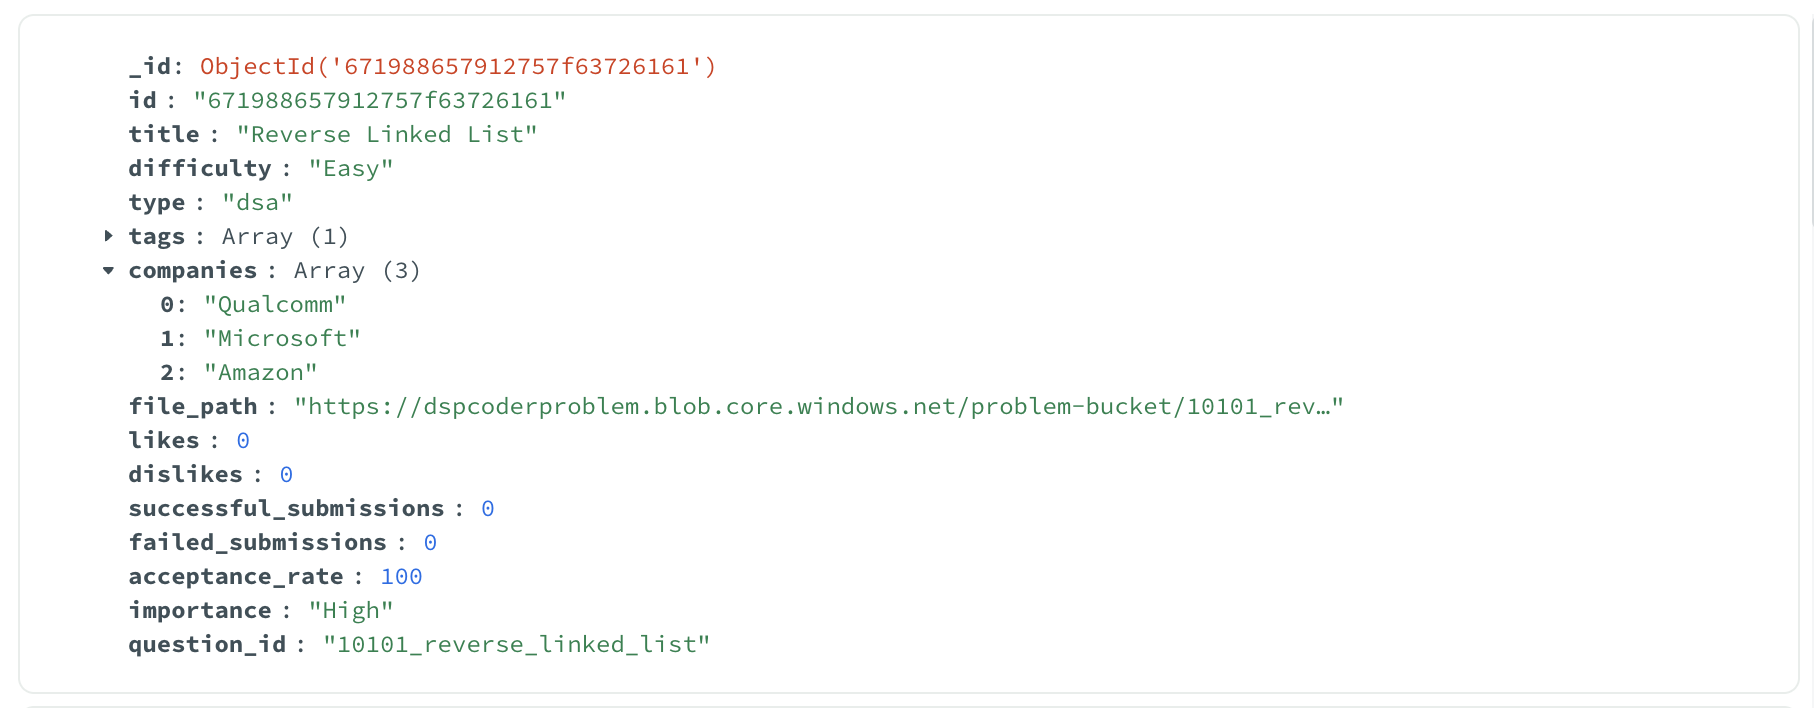 _id: ObjectId('671988657912757f63726161')
id : "671988657912757f63726161"
title : "Reverse Linked List"
difficulty : "Easy"
type : "dsa"
tags : Array (1)
companies : Array (3)
0: "Qualcomm"
1: "Microsoft"
2: "Amazon"
file_path : "https://dspcoderproblem.blob.core.windows.net/problem-bucket/10101_rev…"
likes : 0
dislikes : 0
successful_submissions : 0
failed_submissions : 0
acceptance_rate : 100
importance : "High"
question_id : "10101_reverse_linked_list"